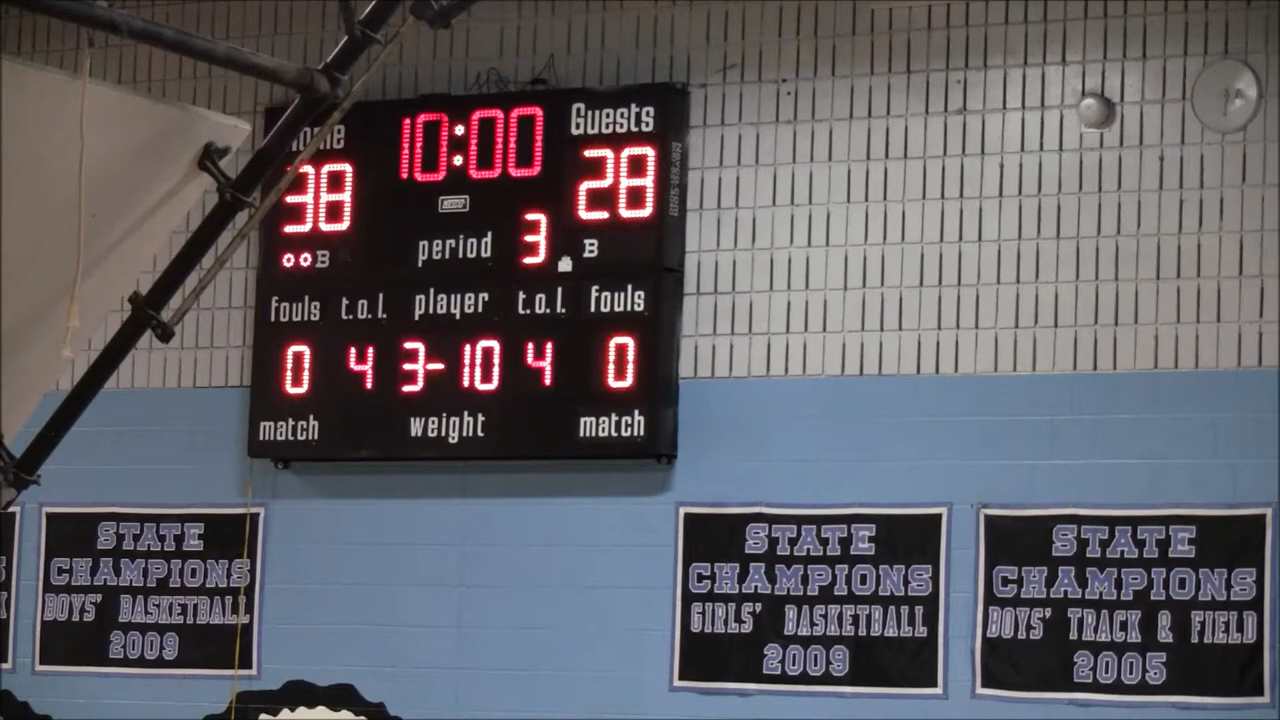 Home 10:00 Guests
38 28
period 3
B B
fouls t.o.l. player t.o.l. fouls
0 4 3-10 4 0
match weight match
STATE
CHAMPIONS
BOYS' BASKETBALL
2009
STATE
CHAMPIONS
GIRLS' BASKETBALL
2009
STATE
CHAMPIONS
BOYS' TRACK & FIELD
2005